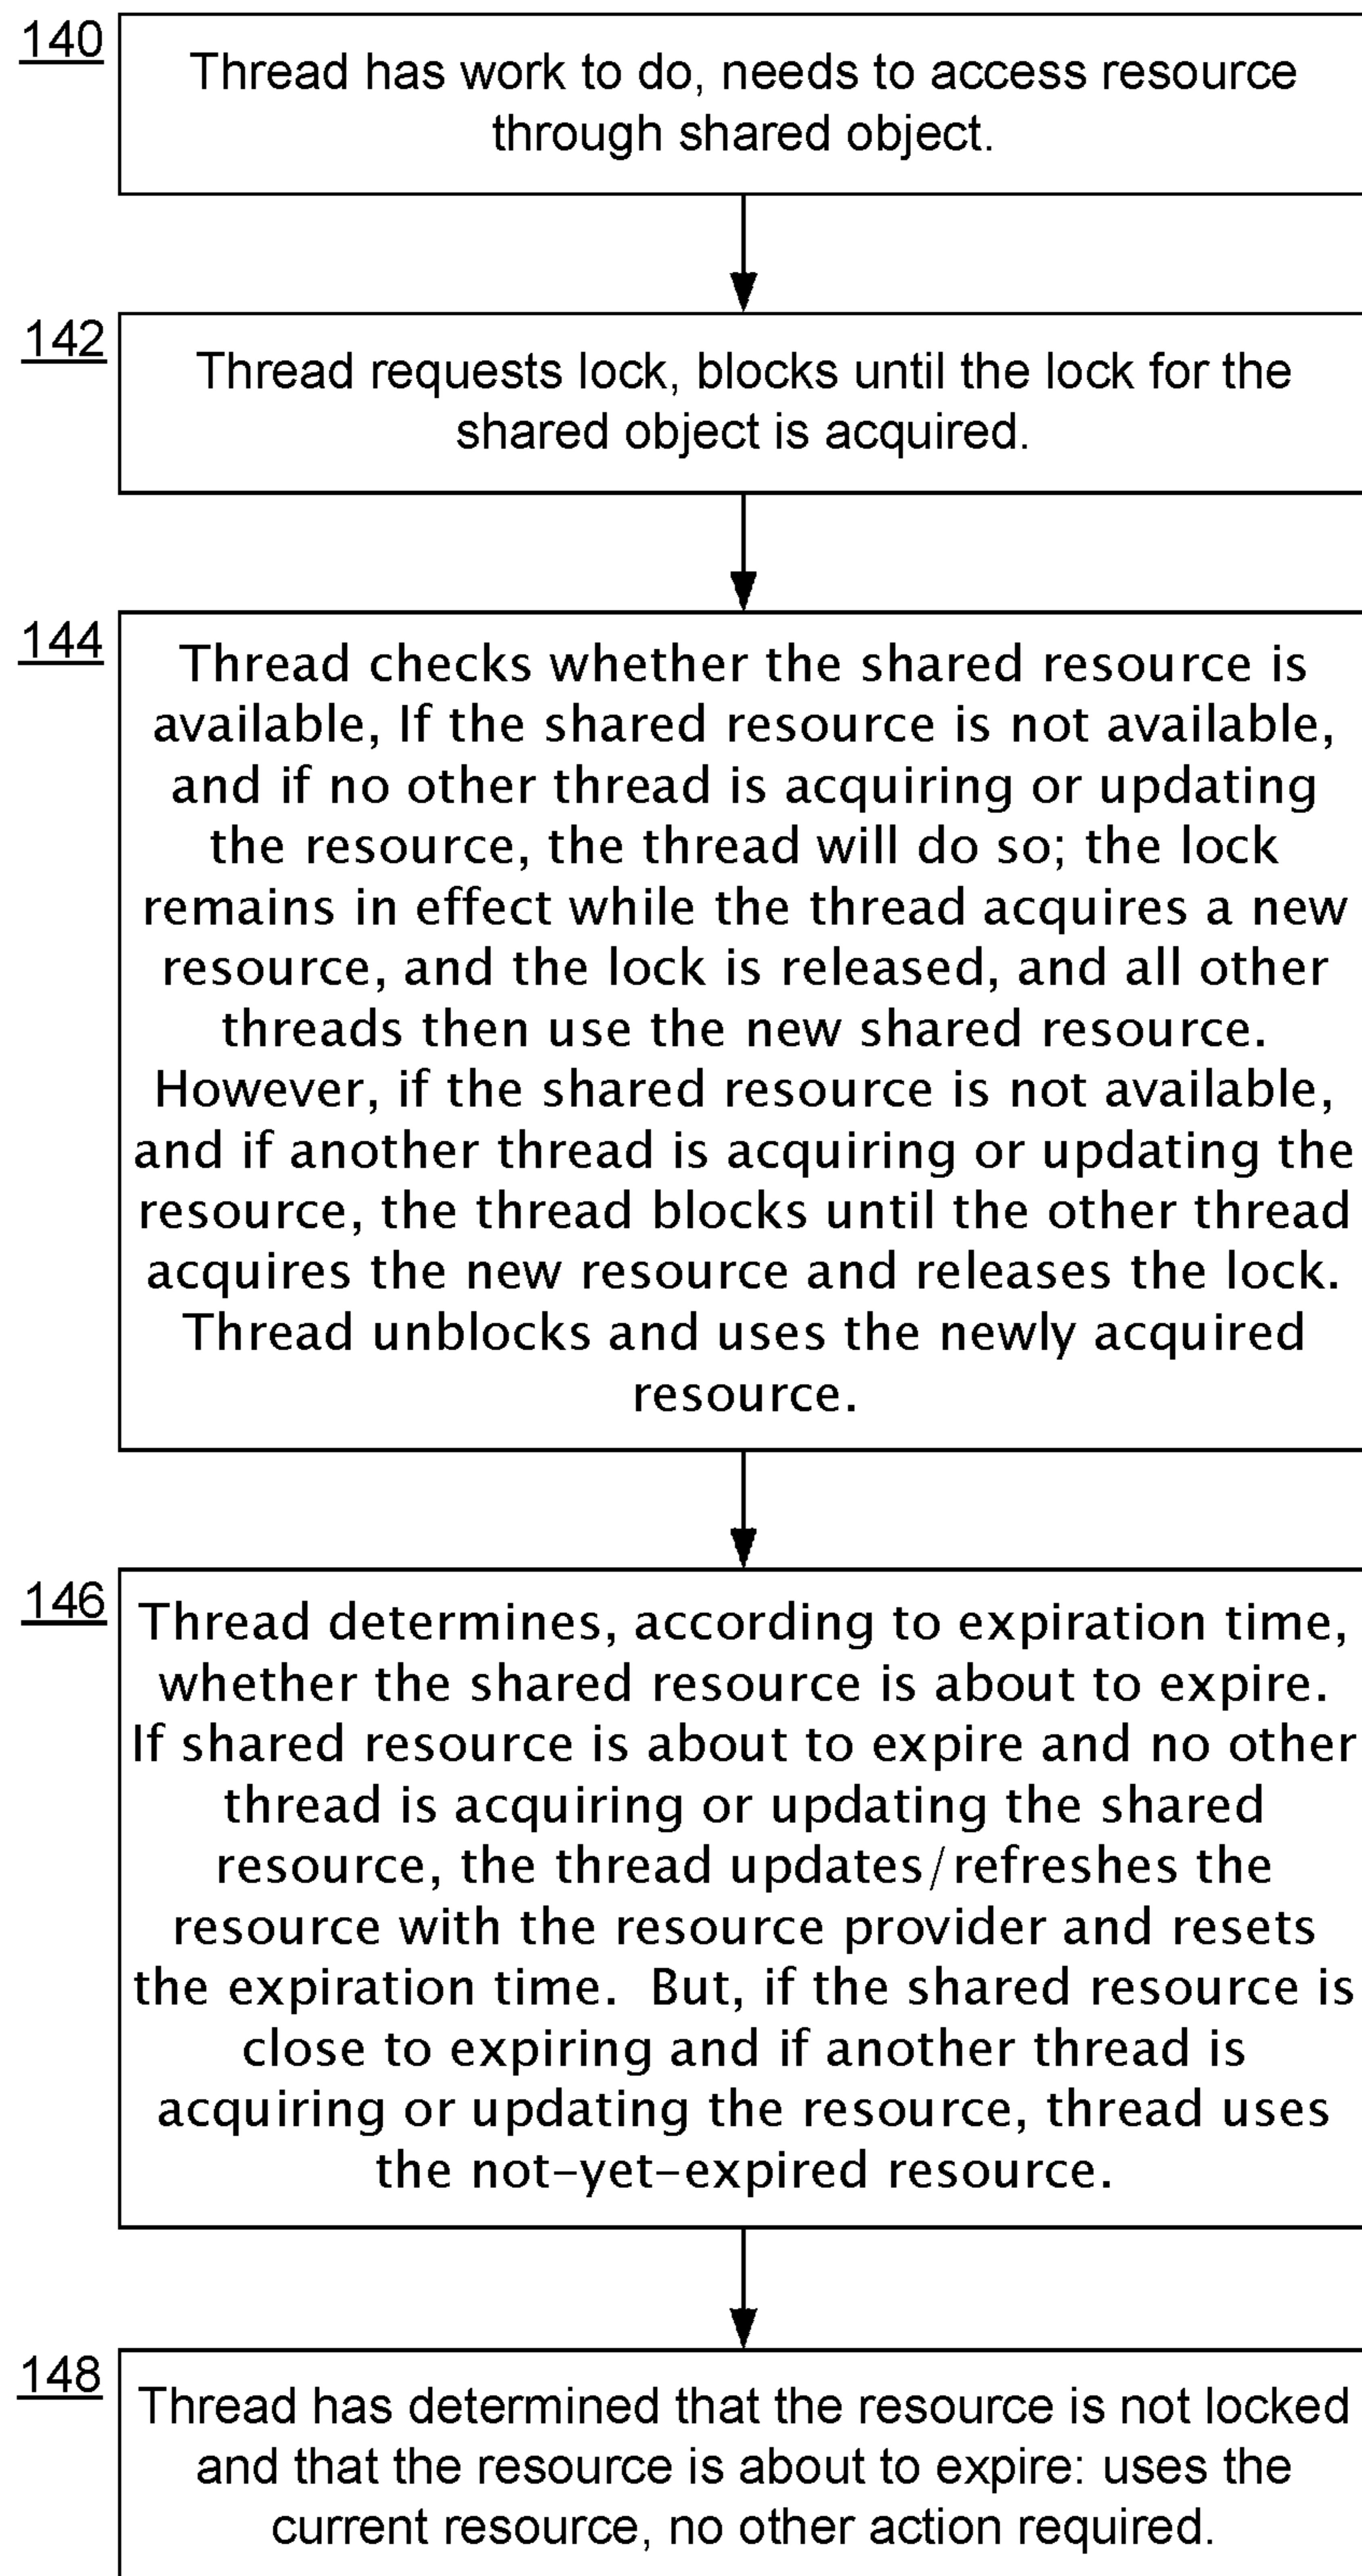 140
Thread has work to do, needs to access resource
through shared object.
142
Thread requests lock, blocks until the lock for the
shared object is acquired.
144
Thread checks whether the shared resource is
available, If the shared resource is not available,
and if no other thread is acquiring or updating
the resource, the thread will do so; the lock
remains in effect while the thread acquires a new
resource, and the lock is released, and all other
threads then use the new shared resource.
However, if the shared resource is not available,
and if another thread is acquiring or updating the
resource, the thread blocks until the other thread
acquires the new resource and releases the lock.
Thread unblocks and uses the newly acquired
resource.
146
Thread determines, according to expiration time,
whether the shared resource is about to expire.
If shared resource is about to expire and no other
thread is acquiring or updating the shared
resource, the thread updates/refreshes the
resource with the resource provider and resets
the expiration time.  But, if the shared resource is
close to expiring and if another thread is
acquiring or updating the resource, thread uses
the not-yet-expired resource.
148
Thread has determined that the resource is not locked
and that the resource is about to expire: uses the
current resource, no other action required.